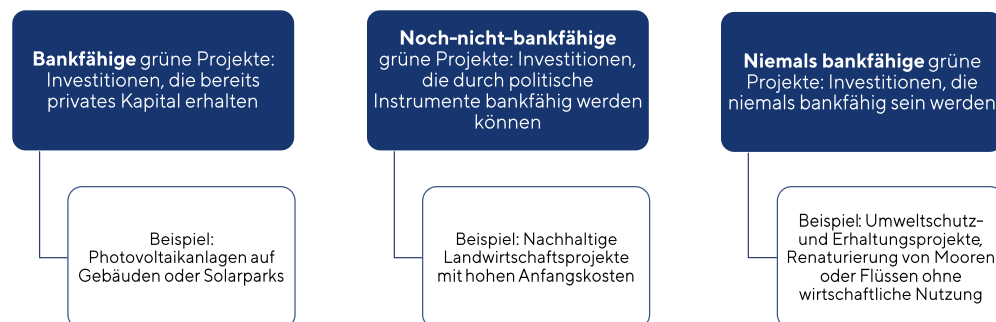 Bankfähige grüne Projekte:
Investitionen, die bereits
privates Kapital erhalten
Beispiel:
Photovoltaikanlagen auf
Gebäuden oder Solarparks
Noch-nicht-bankfähige
grüne Projekte: Investitionen,
die durch politische
Instrumente bankfähig werden
können
Beispiel: Nachhaltige
Landwirtschaftsprojekte
mit hohen Anfangskosten
Niemals bankfähige grüne
Projekte: Investitionen, die
niemals bankfähig sein werden
Beispiel: Umweltschutz-
und Erhaltungsprojekte,
Renaturierung von Mooren
oder Flüssen ohne
wirtschaftliche Nutzung